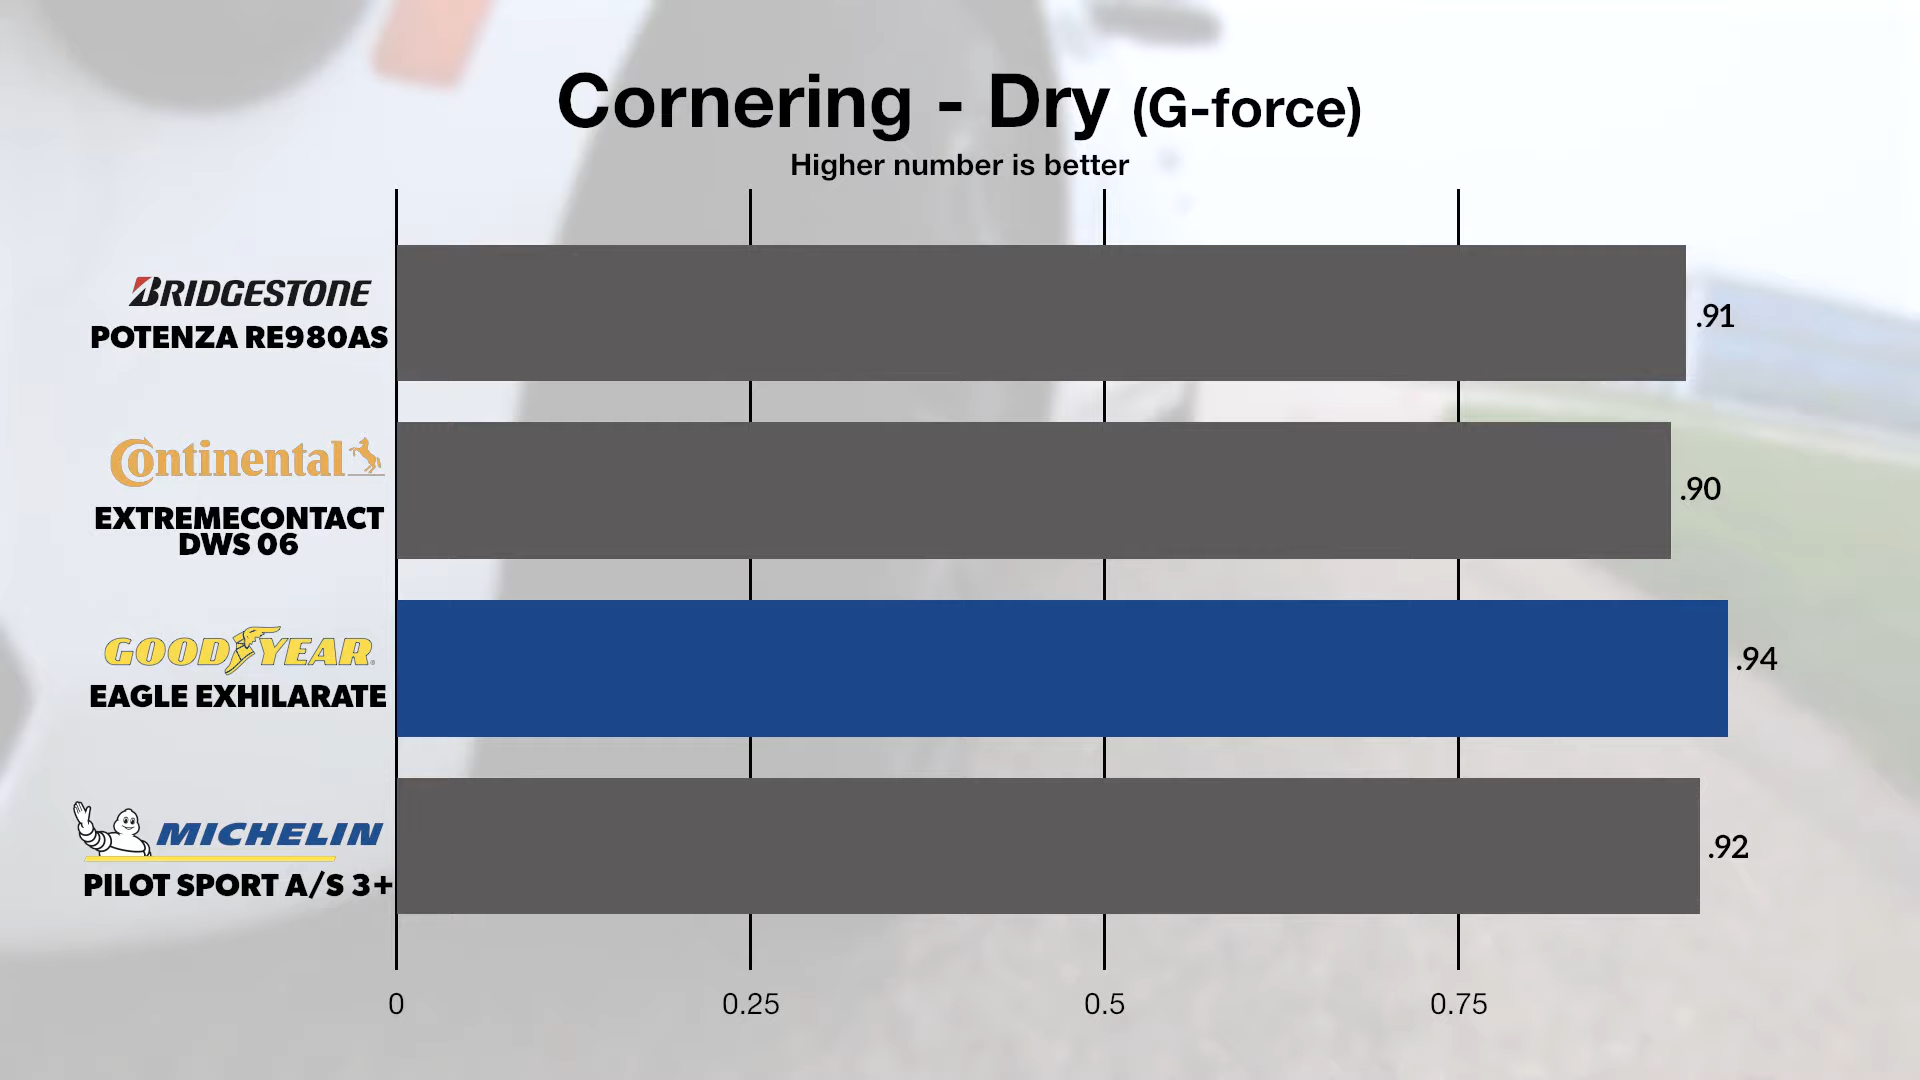 Cornering - Dry (G-force)
Higher number is better
BRIDGESTONE
POTENZA RE980AS
.91
Continental
EXTREMECONTACT
DWS 06
.90
GOODYEAR
EAGLE EXHILARATE
.94
MICHELIN
PILOT SPORT A/S 3+
.92
0 0.25 0.5 0.75